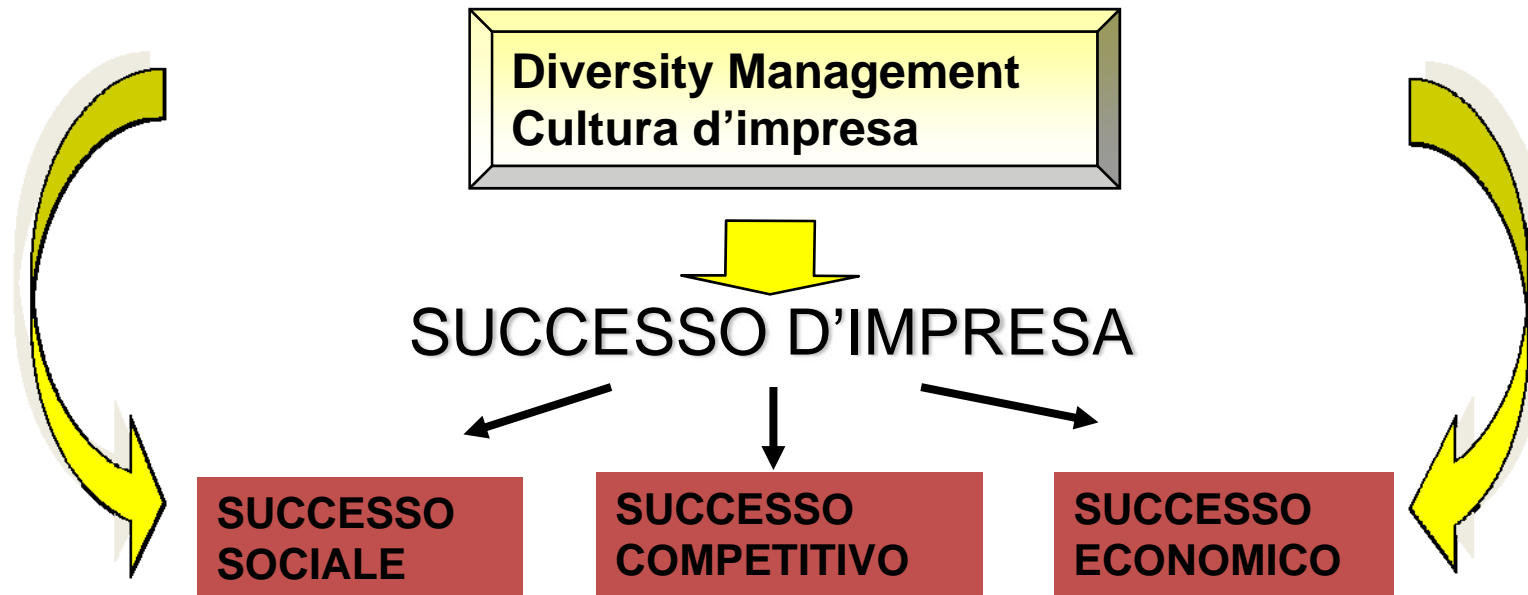 Diversity Management
Cultura d’impresa
SUCCESSO D’IMPRESA
SUCCESSO
SOCIALE
SUCCESSO
COMPETITIVO
SUCCESSO
ECONOMICO